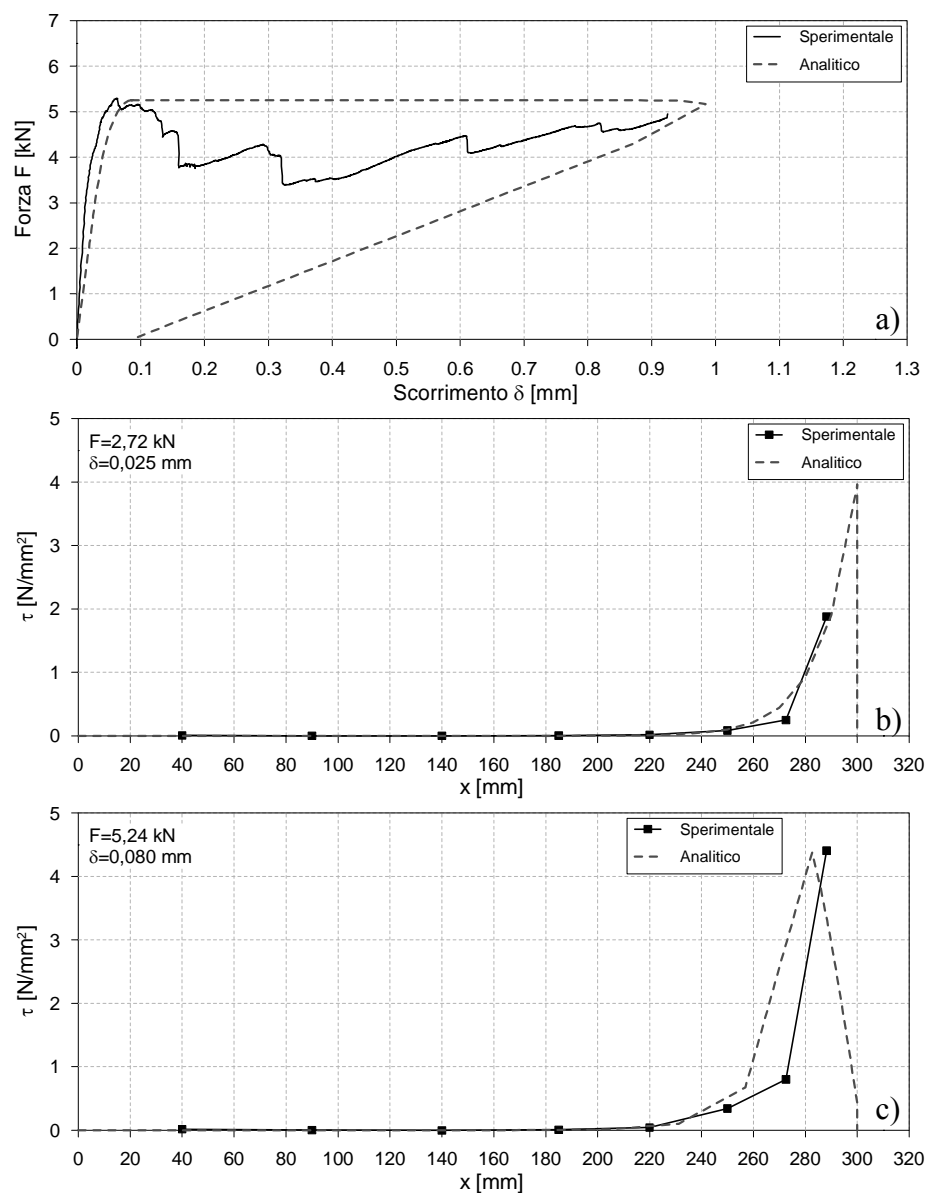 7
6
5
4
3
2
1
0
Forza F [kN]
Sperimentale
Analitico
a)
0 0.1 0.2 0.3 0.4 0.5 0.6 0.7 0.8 0.9 1 1.1 1.2 1.3
Scorrimento δ [mm]
5
4
3
2
1
0
τ [N/mm²]
F=2,72 kN
δ=0,025 mm
Sperimentale
Analitico
b)
0 20 40 60 80 100 120 140 160 180 200 220 240 260 280 300 320
x [mm]
5
4
3
2
1
0
τ [N/mm²]
F=5,24 kN
δ=0,080 mm
Sperimentale
Analitico
c)
0 20 40 60 80 100 120 140 160 180 200 220 240 260 280 300 320
x [mm]